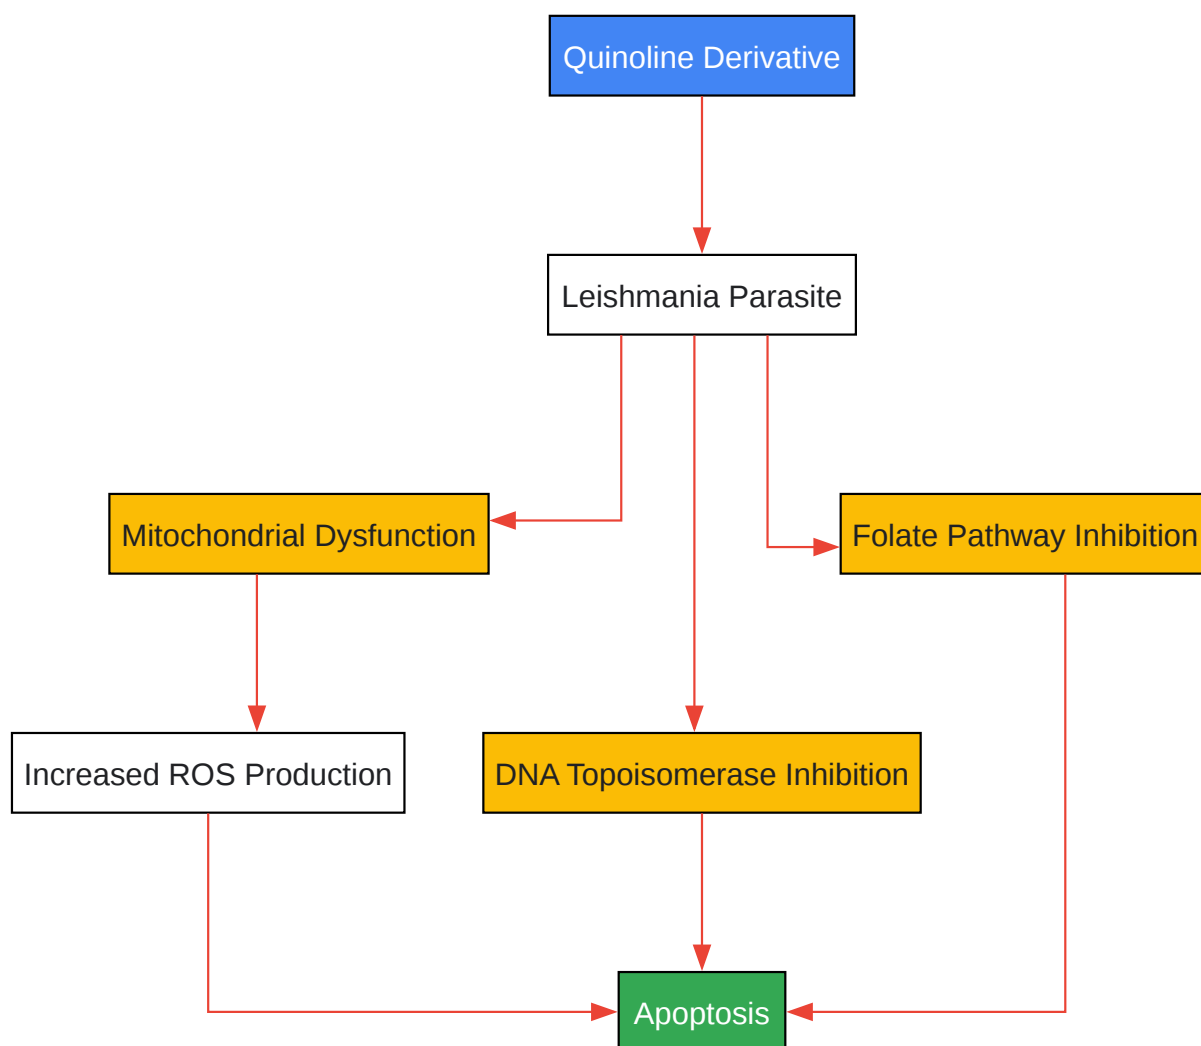 Quinoline Derivative
Leishmania Parasite
Mitochondrial Dysfunction
Folate Pathway Inhibition
Increased ROS Production
DNA Topoisomerase Inhibition
Apoptosis